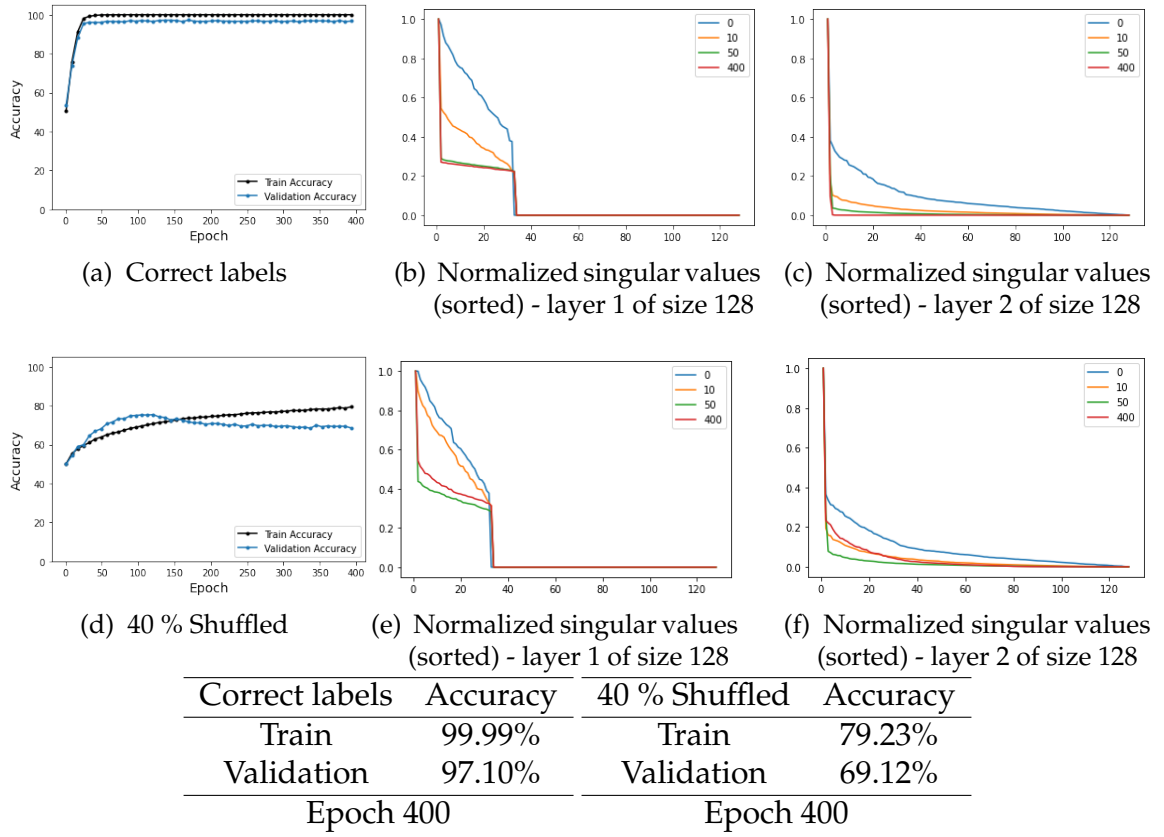 100
80
60
40
20
0
Accuracy
Train Accuracy
Validation Accuracy
0 50 100 150 200 250 300 350 400
Epoch
(a) Correct labels
1.0
0.8
0.6
0.4
0.2
0.0
0
10
50
400
0 20 40 60 80 100 120
(b) Normalized singular values
(sorted) - layer 1 of size 128
1.0
0.8
0.6
0.4
0.2
0.0
0
10
50
400
0 20 40 60 80 100 120
(c) Normalized singular values
(sorted) - layer 2 of size 128
100
80
60
40
20
0
Accuracy
Train Accuracy
Validation Accuracy
0 50 100 150 200 250 300 350 400
Epoch
(d) 40 % Shuffled
1.0
0.8
0.6
0.4
0.2
0.0
0
10
50
400
0 20 40 60 80 100 120
(e) Normalized singular values
(sorted) - layer 1 of size 128
1.0
0.8
0.6
0.4
0.2
0.0
0
10
50
400
0 20 40 60 80 100 120
(f) Normalized singular values
(sorted) - layer 2 of size 128
Correct labels Accuracy
Train 99.99%
Validation 97.10%
Epoch 400
40 % Shuffled Accuracy
Train 79.23%
Validation 69.12%
Epoch 400